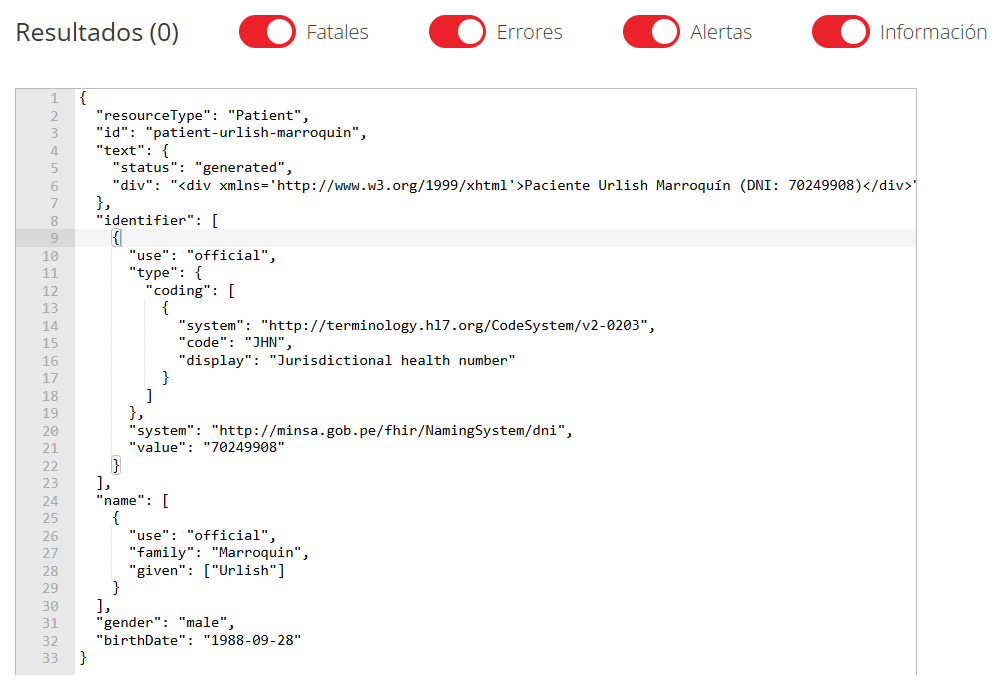 Resultados (0) Fatales Errores Alertas Información
1 {
2 "resourceType": "Patient",
3 "id": "patient-urlish-marroquin",
4 "text": {
5 "status": "generated",
6 "div": "<div xmlns='http://www.w3.org/1999/xhtml'>Paciente Urlish Marroquín (DNI: 70249908)</div>"
7 },
8 "identifier": [
9 {
10 "use": "official",
11 "type": {
12 "coding": [
13 {
14 "system": "http://terminology.hl7.org/CodeSystem/v2-0203",
15 "code": "JHN",
16 "display": "Jurisdictional health number"
17 }
18 ]
19 },
20 "system": "http://minsa.gob.pe/fhir/NamingSystem/dni",
21 "value": "70249908"
22 }
23 ],
24 "name": [
25 {
26 "use": "official",
27 "family": "Marroquin",
28 "given": ["Urlish"]
29 }
30 ],
31 "gender": "male",
32 "birthDate": "1988-09-28"
33 }